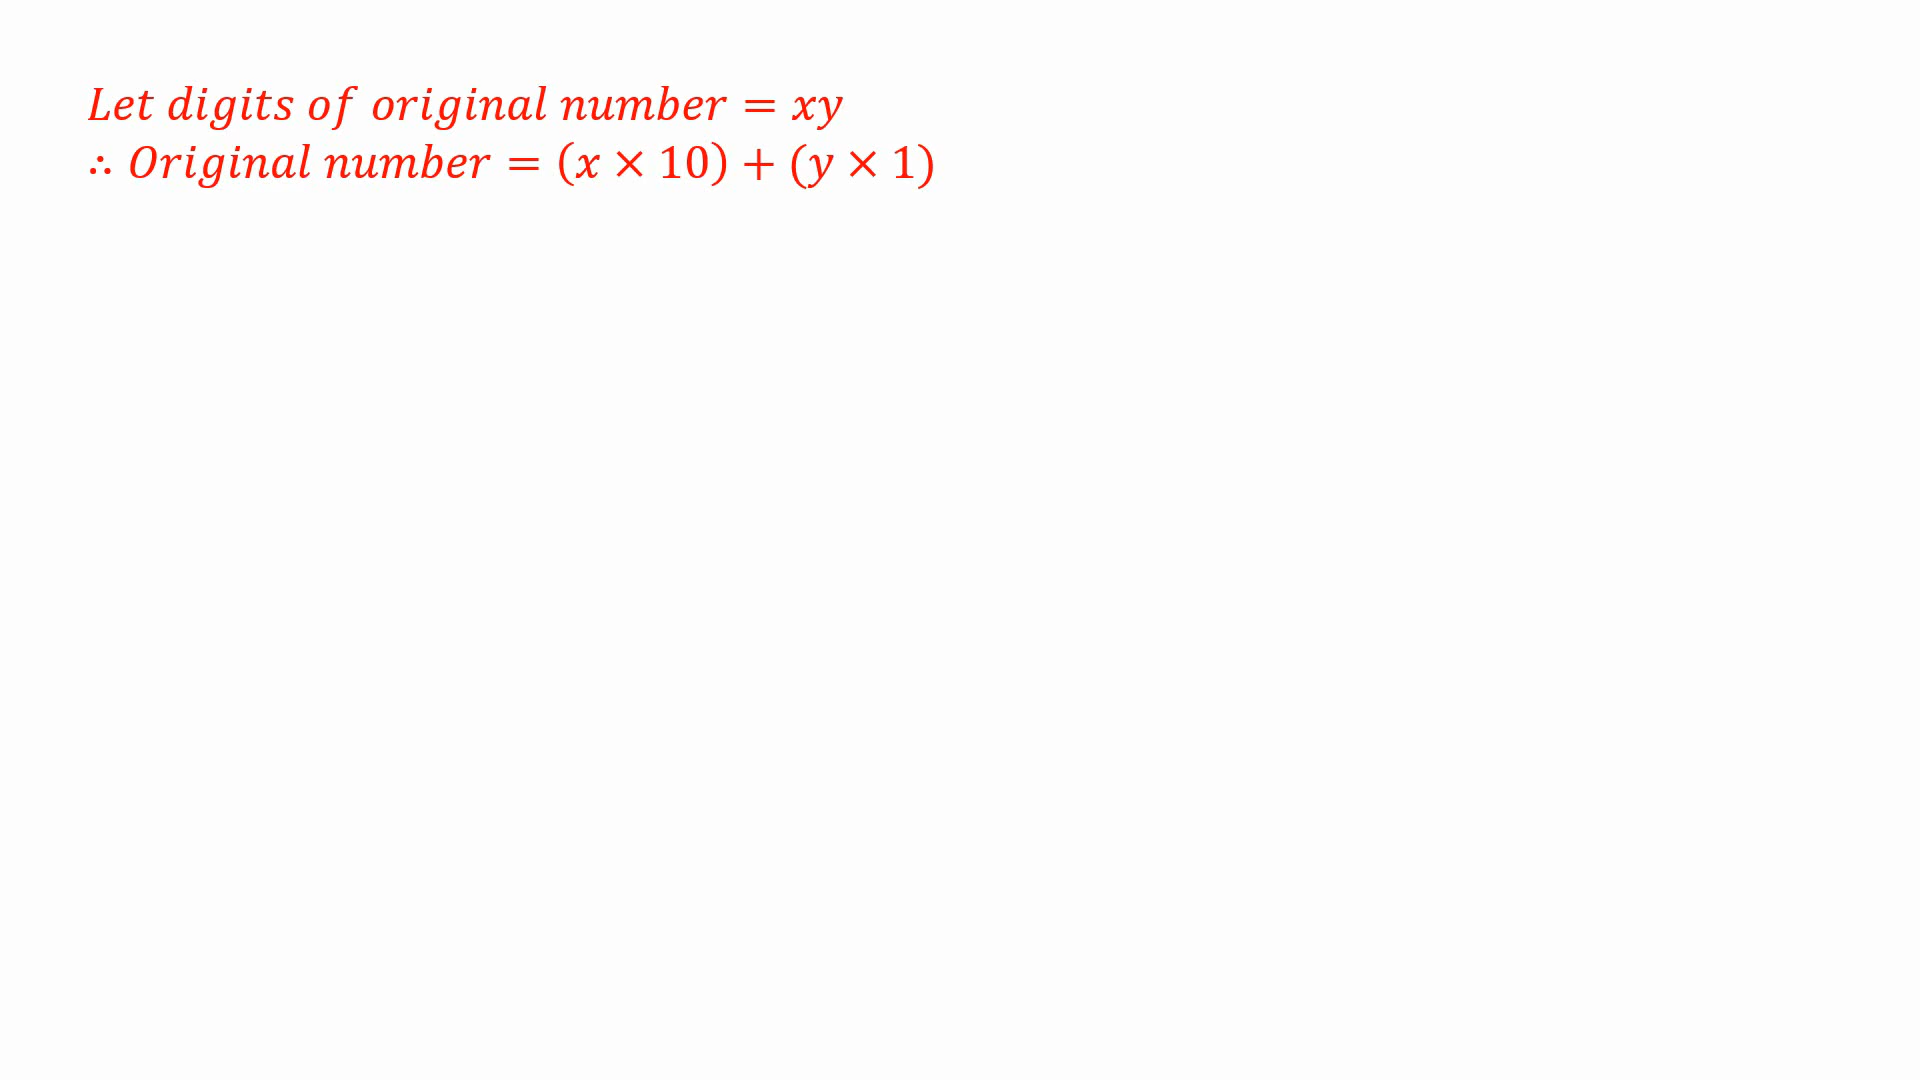 Let digits of original number = xy
∴ Original number = (x × 10) + (y × 1)